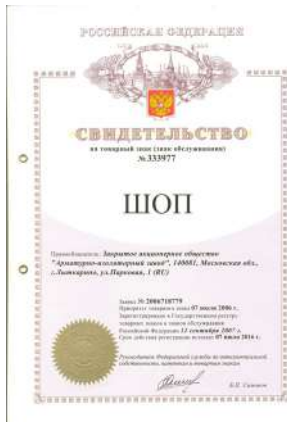 РОССИЙСКАЯ ФЕДЕРАЦИЯ
СВИДЕТЕЛЬСТВО
на товарный знак (знак обслуживания)
№ 333977
ШОП
Правообладатель: Закрытое акционерное общество
"Арматурно-изоляторный завод", 140081, Московская обл.,
г.Лыткарино, ул.Парковая, 1 (RU)
Заявка № 2006718779
Приоритет товарного знака 07 июля 2006 г.
Зарегистрировано в Государственном реестре
товарных знаков и знаков обслуживания
Российской Федерации 11 сентября 2007 г.
Срок действия регистрации истекает 07 июля 2016 г.
Руководитель Федеральной службы по интеллектуальной
собственности, патентам и товарным знакам
Б.П. Симонов